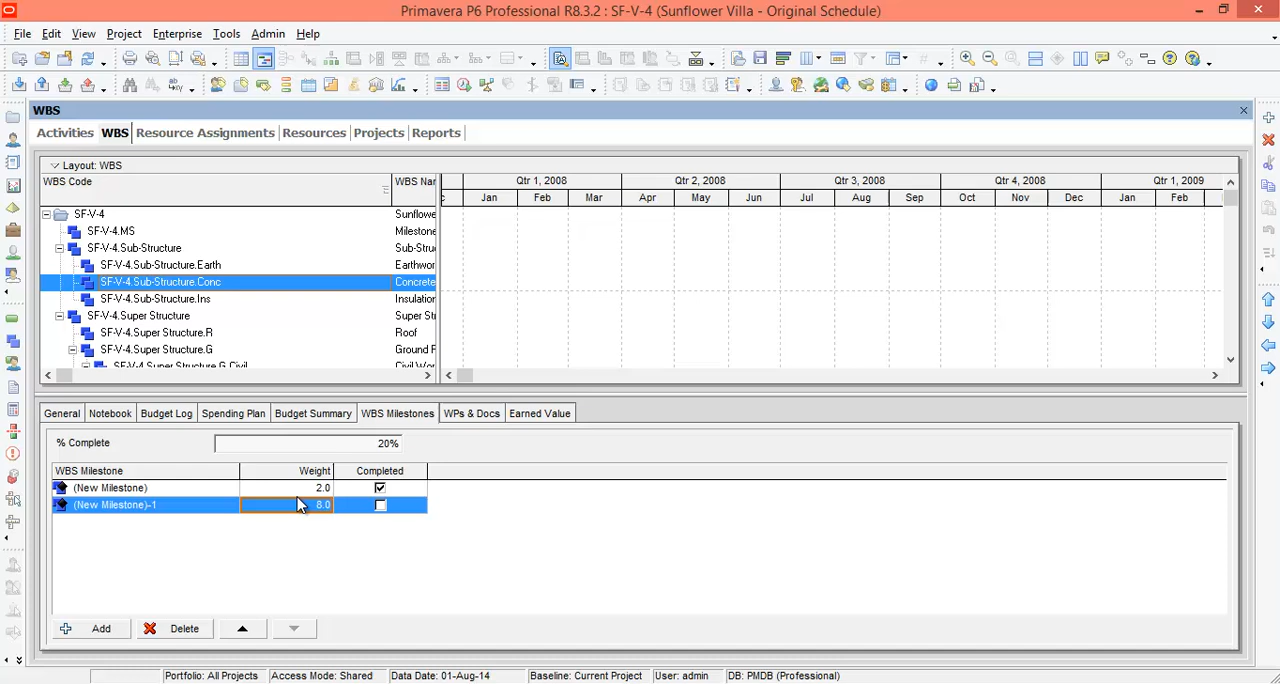 Primavera P6 Professional R8.3.2 : SF-V-4 (Sunflower Villa - Original Schedule)
File Edit View Project Enterprise Tools Admin Help
WBS
Activities WBS Resource Assignments Resources Projects Reports
Layout: WBS
WBS Code WBS Nar
c Qtr 1, 2008 Qtr 2, 2008 Qtr 3, 2008 Qtr 4, 2008 Qtr 1, 2009
Jan Feb Mar Apr May Jun Jul Aug Sep Oct Nov Dec Jan Feb
SF-V-4 Sunflowe
SF-V-4.MS Milestone
SF-V-4.Sub-Structure Sub-Stru
SF-V-4.Sub-Structure.Earth Earthwor
SF-V-4.Sub-Structure.Conc Concrete
SF-V-4.Sub-Structure.Ins Insulation
SF-V-4.Super Structure Super St
SF-V-4.Super Structure.R Roof
SF-V-4.Super Structure.G Ground F
SF-V-4.Super Structure.G.Civil Civil Wo
General Notebook Budget Log Spending Plan Budget Summary WBS Milestones WPs & Docs Earned Value
% Complete 20%
WBS Milestone Weight Completed
(New Milestone) 2.0
(New Milestone)-1 8.0
Add Delete
Portfolio: All Projects Access Mode: Shared Data Date: 01-Aug-14 Baseline: Current Project User: admin DB: PMDB (Professional)